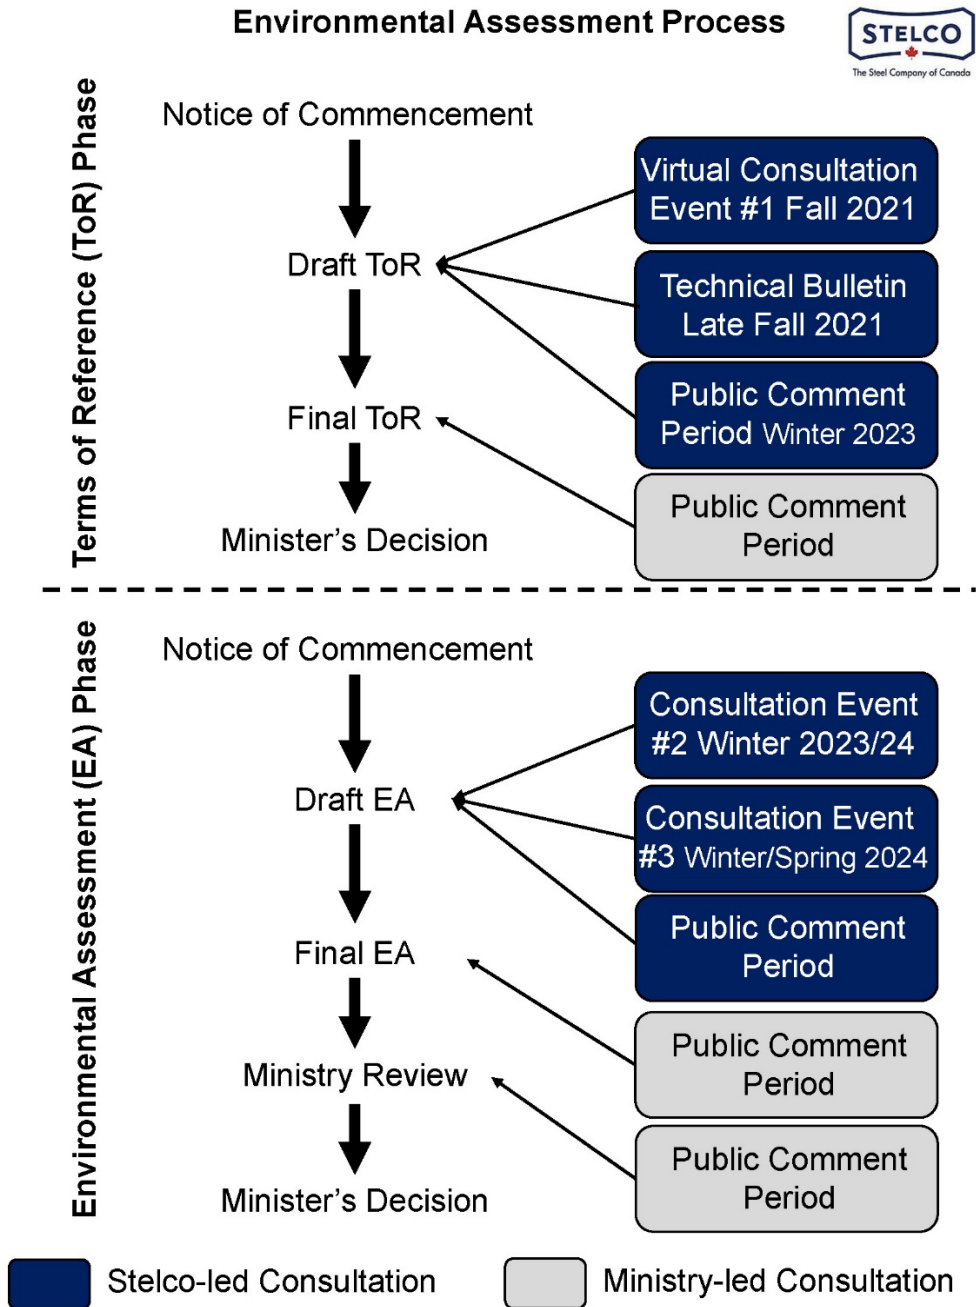 Environmental Assessment Process
STELCO
The Steel Company of Canada
Terms of Reference (ToR) Phase
Notice of Commencement
Virtual Consultation
Event #1 Fall 2021
Draft ToR
Technical Bulletin
Late Fall 2021
Public Comment
Period Winter 2023
Final ToR
Public Comment
Period
Minister's Decision
Environmental Assessment (EA) Phase
Notice of Commencement
Consultation Event
#2 Winter 2023/24
Draft EA
Consultation Event
#3 Winter/Spring 2024
Public Comment
Period
Final EA
Public Comment
Period
Ministry Review
Public Comment
Period
Minister's Decision
Stelco-led Consultation
Ministry-led Consultation